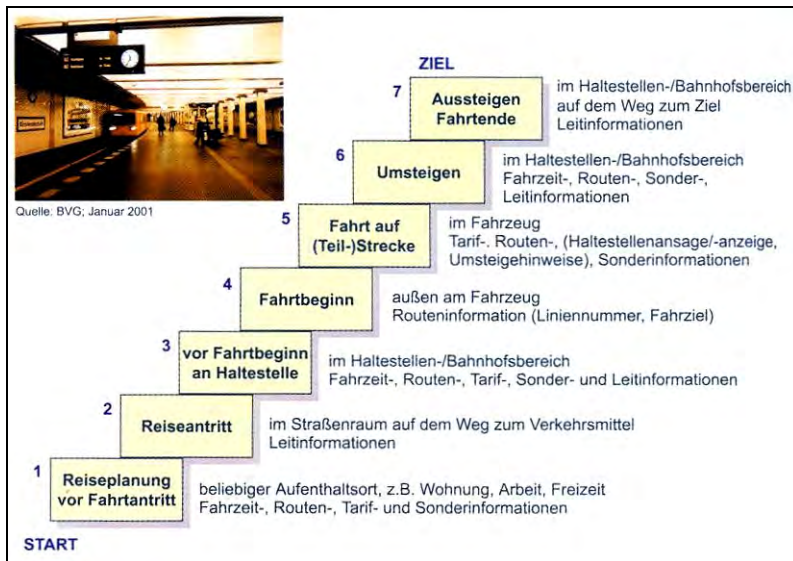 Quelle: BVG; Januar 2001
ZIEL
7
Aussteigen
Fahrtende
im Haltestellen-/Bahnhofsbereich
auf dem Weg zum Ziel
Leitinformationen
6
Umsteigen
im Haltestellen-/Bahnhofsbereich
Fahrzeit-, Routen-, Sonder-,
Leitinformationen
5
Fahrt auf
(Teil-)Strecke
im Fahrzeug
Tarif-. Routen-, (Haltestellenansage/-anzeige,
Umsteigehinweise), Sonderinformationen
4
Fahrtbeginn
außen am Fahrzeug
Routeninformation (Liniennummer, Fahrziel)
3
vor Fahrtbeginn
an Haltestelle
im Haltestellen-/Bahnhofsbereich
Fahrzeit-, Routen-, Tarif-, Sonder- und Leitinformationen
2
Reiseantritt
im Straßenraum auf dem Weg zum Verkehrsmittel
Leitinformationen
1
Reiseplanung
vor Fahrtantritt
beliebiger Aufenthaltsort, z.B. Wohnung, Arbeit, Freizeit
Fahrzeit-, Routen-, Tarif- und Sonderinformationen
START